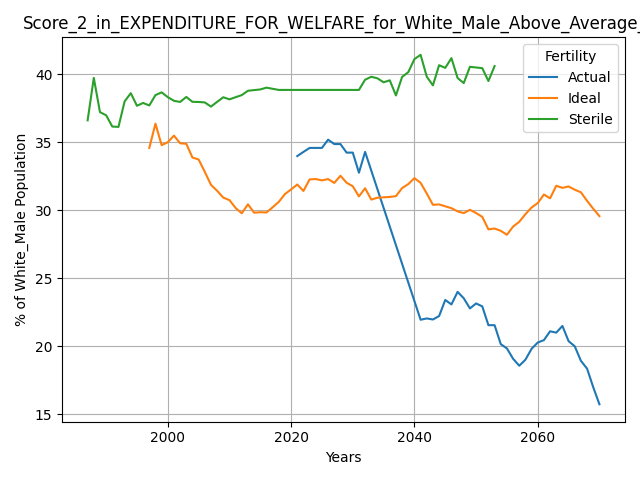 Score_2_in_EXPENDITURE_FOR_WELFARE_for_White_Male_Above_Average_
40
35
30
25
20
15
% of White_Male Population
Fertility
Actual
Ideal
Sterile
2000 2020 2040 2060
Years